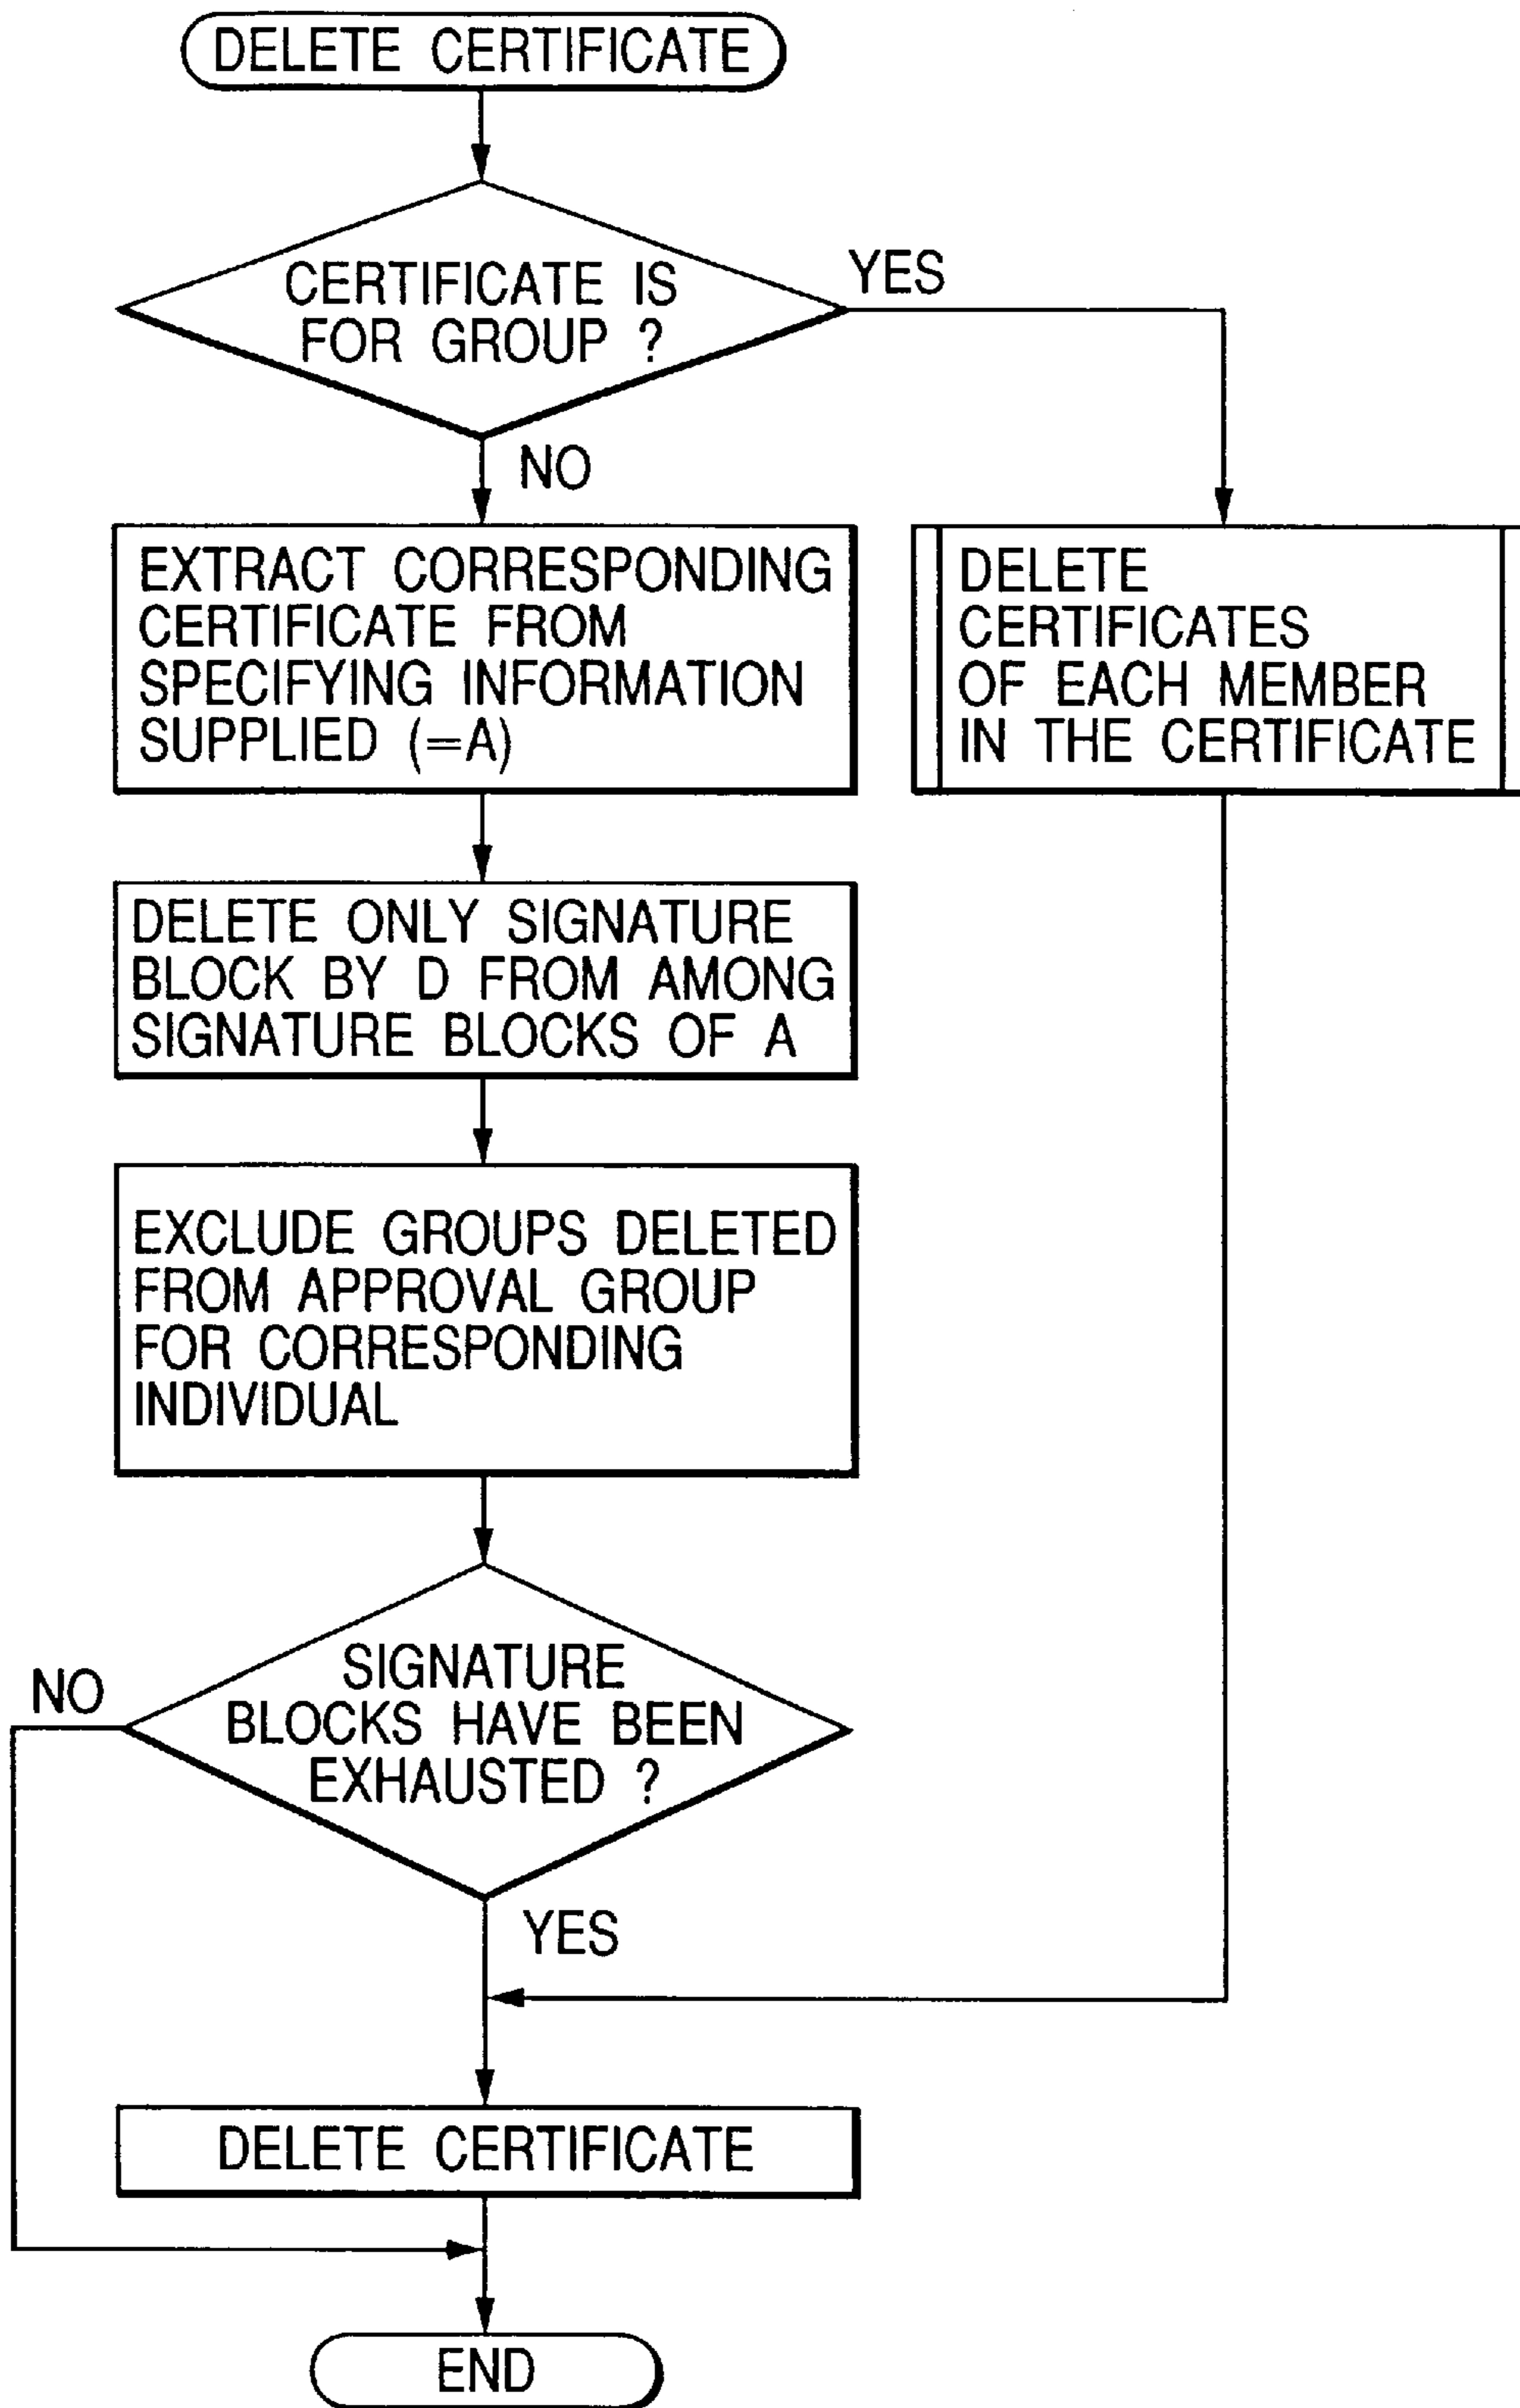 DELETE CERTIFICATE
CERTIFICATE IS
FOR GROUP ?
YES
NO
EXTRACT CORRESPONDING
CERTIFICATE FROM
SPECIFYING INFORMATION
SUPPLIED (=A)
DELETE
CERTIFICATES
OF EACH MEMBER
IN THE CERTIFICATE
DELETE ONLY SIGNATURE
BLOCK BY D FROM AMONG
SIGNATURE BLOCKS OF A
EXCLUDE GROUPS DELETED
FROM APPROVAL GROUP
FOR CORRESPONDING
INDIVIDUAL
SIGNATURE
BLOCKS HAVE BEEN
EXHAUSTED ?
NO
YES
DELETE CERTIFICATE
END